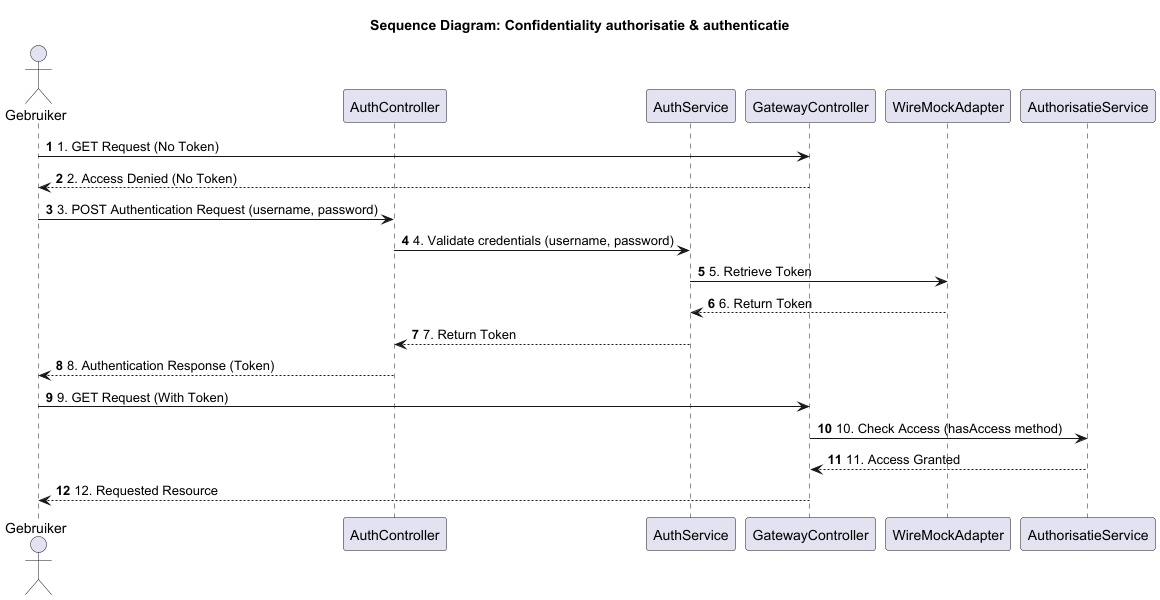 Sequence Diagram: Confidentiality authorisatie & authenticatie
Gebruiker
AuthController
AuthService
GatewayController
WireMockAdapter
AuthorisatieService
1 1. GET Request (No Token)
2 2. Access Denied (No Token)
3 3. POST Authentication Request (username, password)
4 4. Validate credentials (username, password)
5 5. Retrieve Token
6 6. Return Token
7 7. Return Token
8 8. Authentication Response (Token)
9 9. GET Request (With Token)
10 10. Check Access (hasAccess method)
11 11. Access Granted
12 12. Requested Resource
Gebruiker
AuthController
AuthService
GatewayController
WireMockAdapter
AuthorisatieService